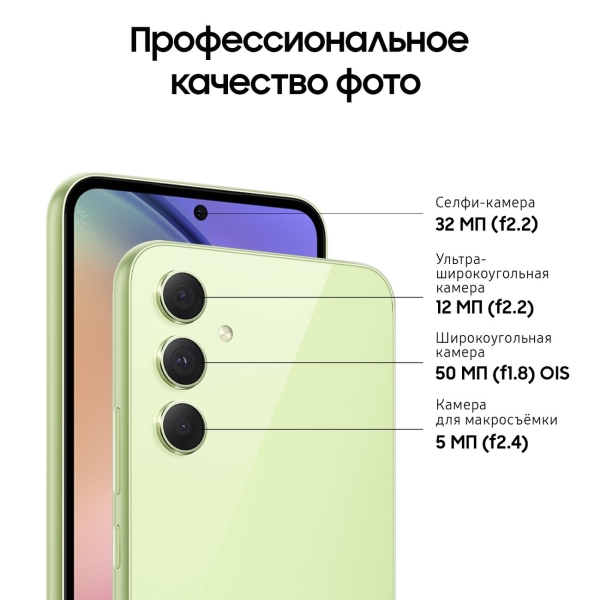 Профессиональное
качество фото
Селфи-камера
32 МП (f2.2)
Ультра-
широкоугольная
камера
12 МП (f2.2)
Широкоугольная
камера
50 МП (f1.8) OIS
Камера
для макросъёмки
5 МП (f2.4)